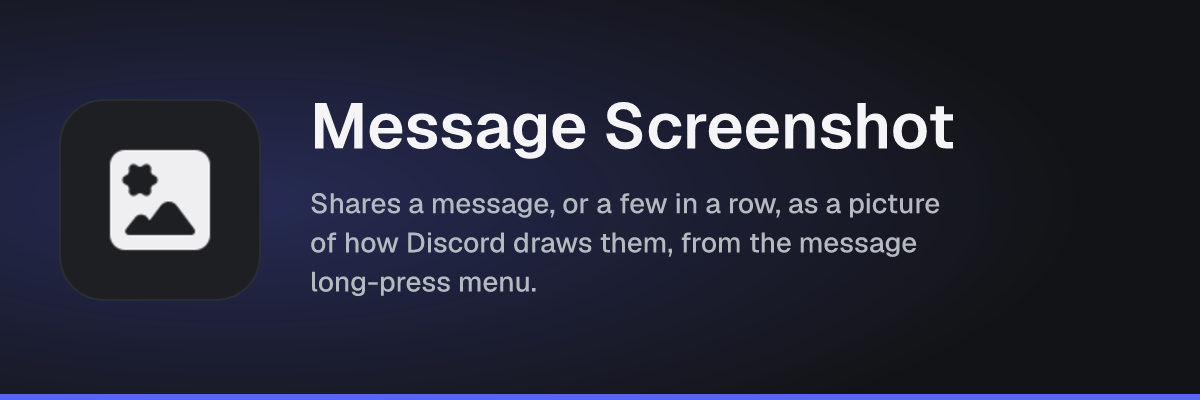 Message Screenshot
Shares a message, or a few in a row, as a picture
of how Discord draws them, from the message
long-press menu.